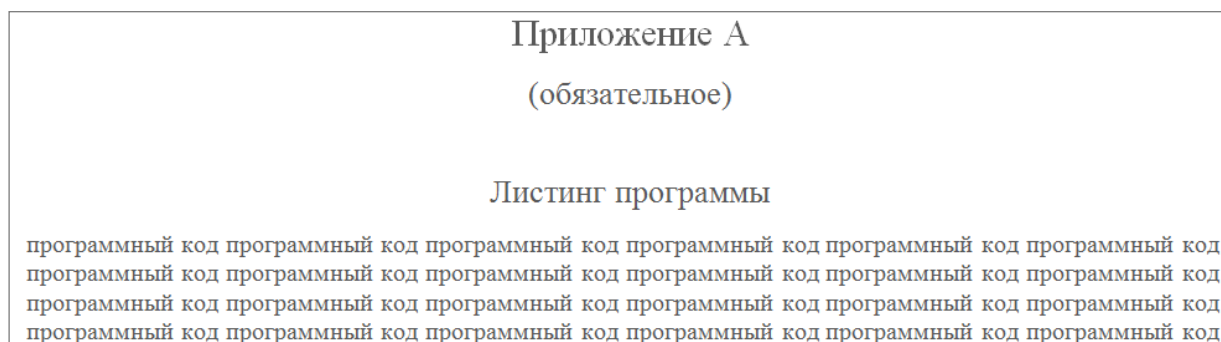 Приложение А
(обязательное)
Листинг программы
программный код программный код программный код программный код программный код программный код
программный код программный код программный код программный код программный код программный код
программный код программный код программный код программный код программный код программный код
программный код программный код программный код программный код программный код программный код